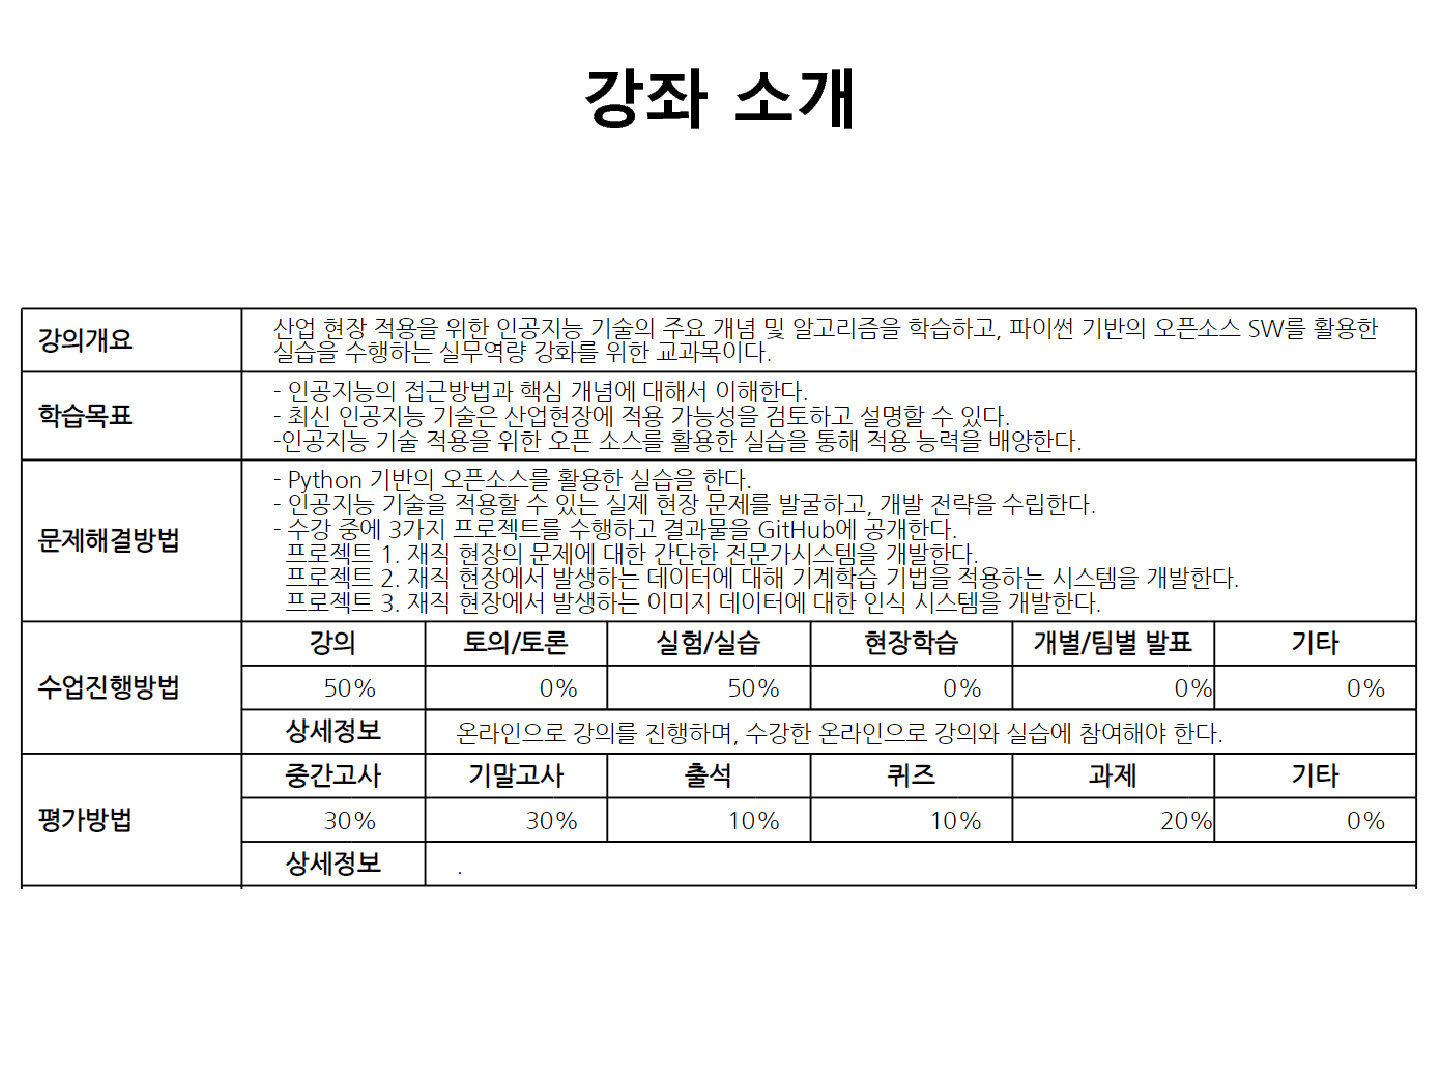 강좌 소개
강의개요
산업 현장 적용을 위한 인공지능 기술의 주요 개념 및 알고리즘을 학습하고, 파이썬 기반의 오픈소스 SW를 활용한
실습을 수행하는 실무역량 강화를 위한 교과목이다.
학습목표
- 인공지능의 접근방법과 핵심 개념에 대해서 이해한다.
- 최신 인공지능 기술은 산업현장에 적용 가능성을 검토하고 설명할 수 있다.
-인공지능 기술 적용을 위한 오픈 소스를 활용한 실습을 통해 적용 능력을 배양한다.
문제해결방법
- Python 기반의 오픈소스를 활용한 실습을 한다.
- 인공지능 기술을 적용할 수 있는 실제 현장 문제를 발굴하고, 개발 전략을 수립한다.
- 수강 중에 3가지 프로젝트를 수행하고 결과물을 GitHub에 공개한다.
프로젝트 1. 재직 현장의 문제에 대한 간단한 전문가시스템을 개발한다.
프로젝트 2. 재직 현장에서 발생하는 데이터에 대해 기계학습 기법을 적용하는 시스템을 개발한다.
프로젝트 3. 재직 현장에서 발생하는 이미지 데이터에 대한 인식 시스템을 개발한다.
수업진행방법
강의 토의/토론 실험/실습 현장학습 개별/팀별 발표 기타
50% 0% 50% 0% 0% 0%
상세정보 온라인으로 강의를 진행하며, 수강한 온라인으로 강의와 실습에 참여해야 한다.
평가방법
중간고사 기말고사 출석 퀴즈 과제 기타
30% 30% 10% 10% 20% 0%
상세정보 .